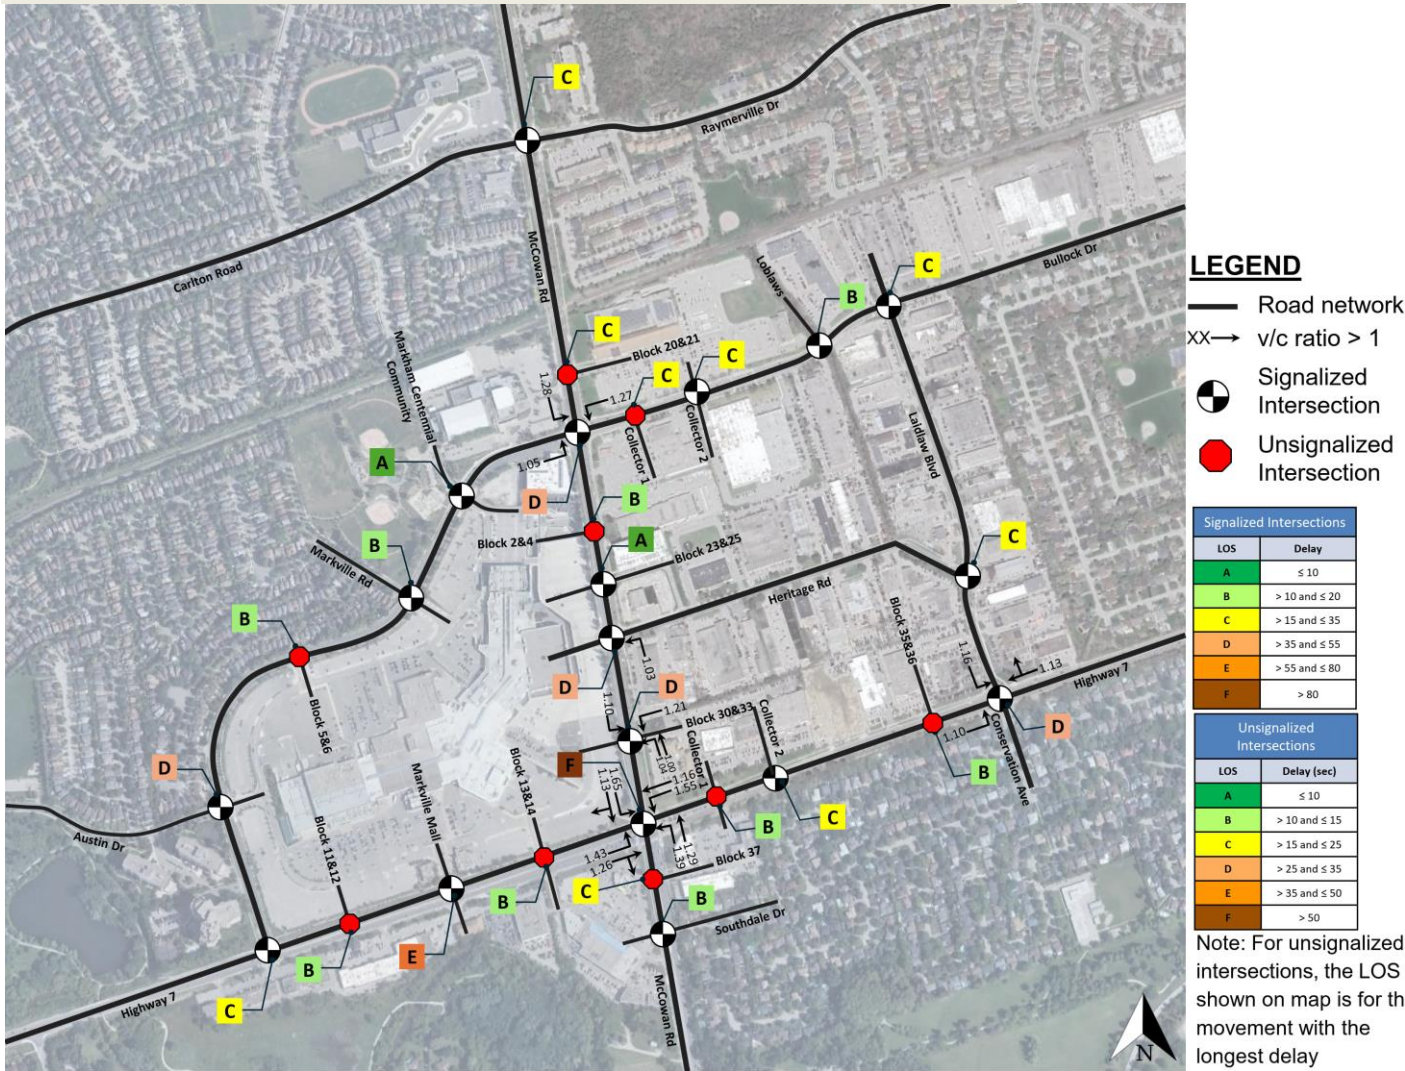 C
Raymerville Dr
Carlton Road
McCowan Rd
Loblaws
B
C
Bullock Dr
Markham Centennial
Community
C
Block 20&21
C
C
1.28
1.27
Collector 1
Collector 2
Laidlaw Blvd
A
1.05
D
B
Block 2&4
A
Block 23&25
B
Markville Rd
C
Heritage Rd
B
Block 35&36
D
1.03
D
1.10
1.21
Block 30&33
1.16
1.13
Highway 7
Block 5&6
Collector 1
Collector 2
1.04
1.00
1.10
Conservation Ave
D
D
F
1.13
1.65
1.16
1.55
B
Austin Dr
Block 11&12
Markville Mall
Block 13&14
B
C
1.43
1.26
1.39
1.29
Block 37
C
B
B
Southdale Dr
E
B
C
Highway 7
McCowan Rd
N
LEGEND
Road network
XX v/c ratio > 1
Signalized
Intersection
Unsignalized
Intersection
Signalized Intersections
LOS Delay
A ≤ 10
B > 10 and ≤ 20
C > 15 and ≤ 35
D > 35 and ≤ 55
E > 55 and ≤ 80
F > 80
Unsignalized
Intersections
LOS Delay (sec)
A ≤ 10
B > 10 and ≤ 15
C > 15 and ≤ 25
D > 25 and ≤ 35
E > 35 and ≤ 50
F > 50
Note: For unsignalized
intersections, the LOS
shown on map is for th
movement with the
longest delay